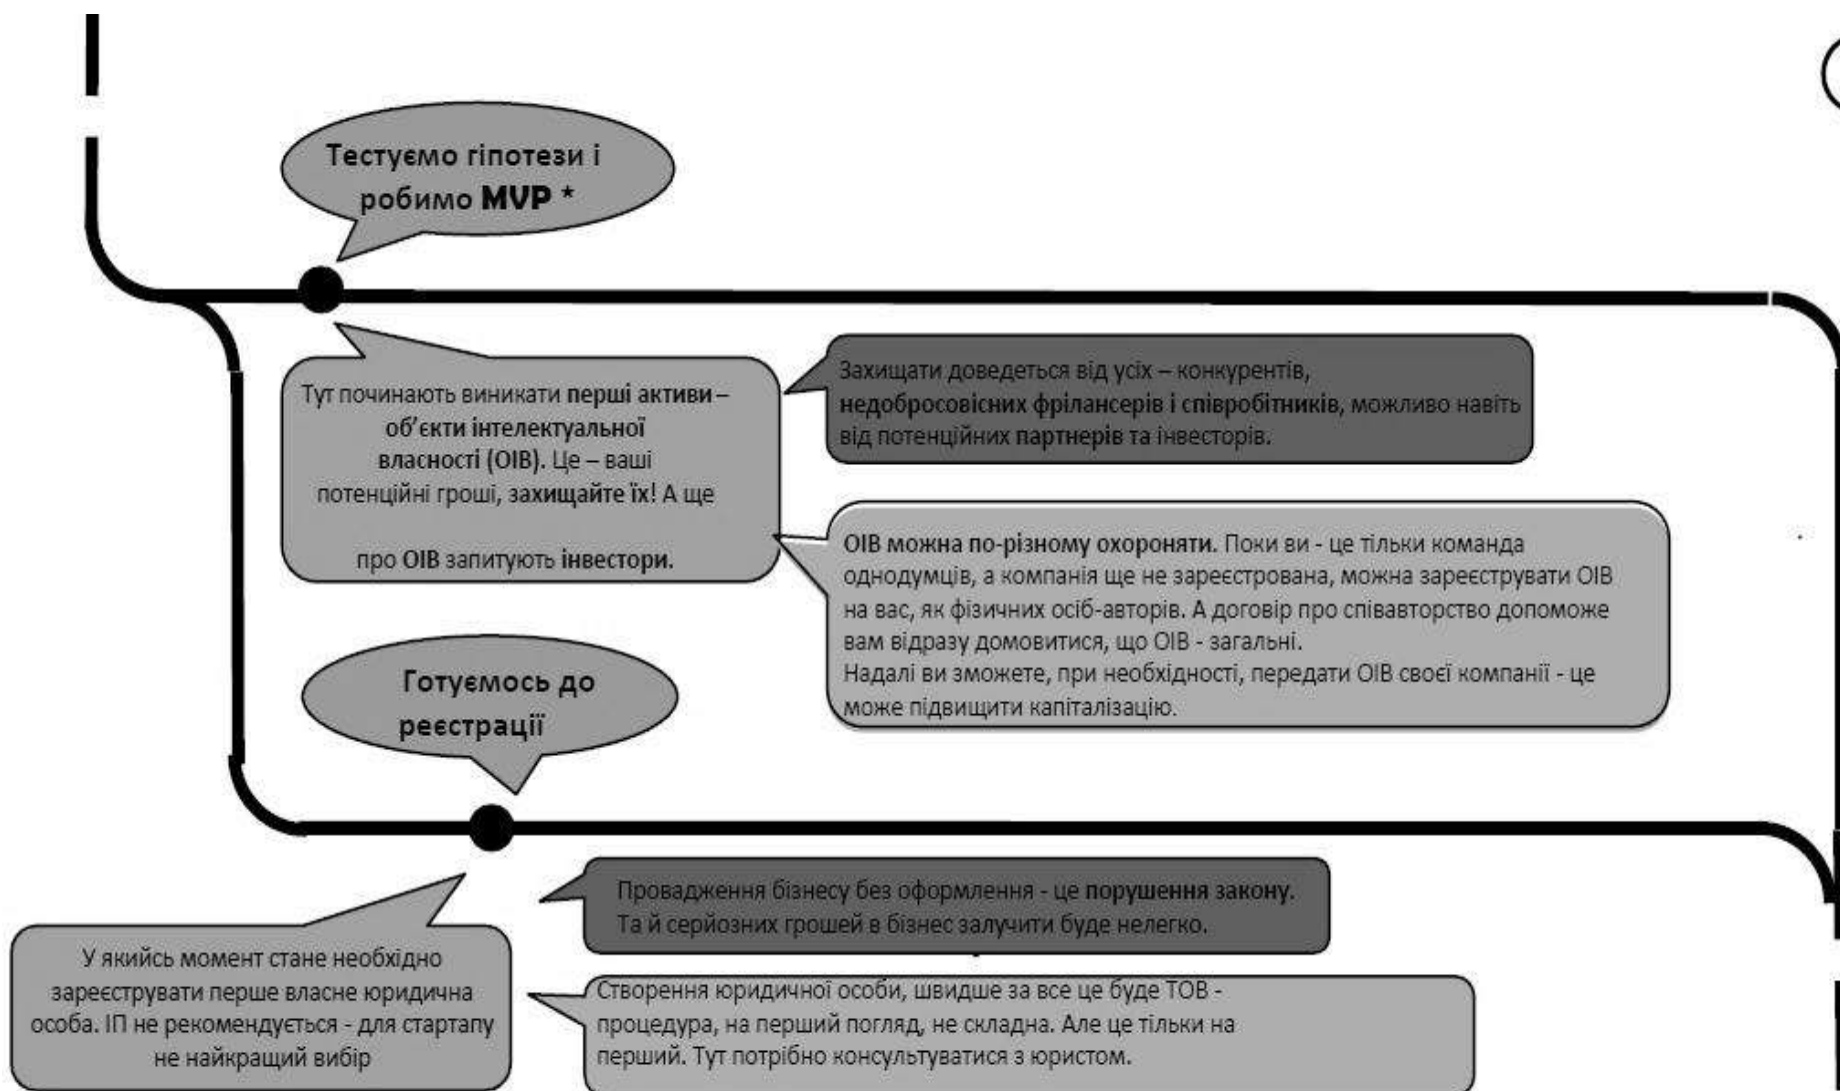 Тестуємо гіпотези і
робимо MVP *
Тут починають виникати перші активи –
об'єкти інтелектуальної
власності (ОІВ). Це – ваші
потенційні гроші, захищайте їх! А ще
про ОІВ запитують інвестори.
Захищати доведеться від усіх – конкурентів,
недобросовісних фрілансерів і співробітників, можливо навіть
від потенційних партнерів та інвесторів.
ОІВ можна по-різному охороняти. Поки ви - це тільки команда
однодумців, а компанія ще не зареєстрована, можна зареєструвати ОІВ
на вас, як фізичних осіб-авторів. А договір про співавторство допоможе
вам відразу домовитися, що ОІВ - загальні.
Надалі ви зможете, при необхідності, передати ОІВ своєї компанії - це
може підвищити капіталізацію.
Готуємось до
реєстрації
Провадження бізнесу без оформлення - це порушення закону.
Та й серйозних грошей в бізнес залучити буде нелегко.
У якийсь момент стане необхідно
зареєструвати перше власне юридична
особа. ІП не рекомендується - для стартапу
не найкращий вибір
Створення юридичної особи, швидше за все це буде ТОВ -
процедура, на перший погляд, не складна. Але це тільки на
перший. Тут потрібно консультуватися з юристом.